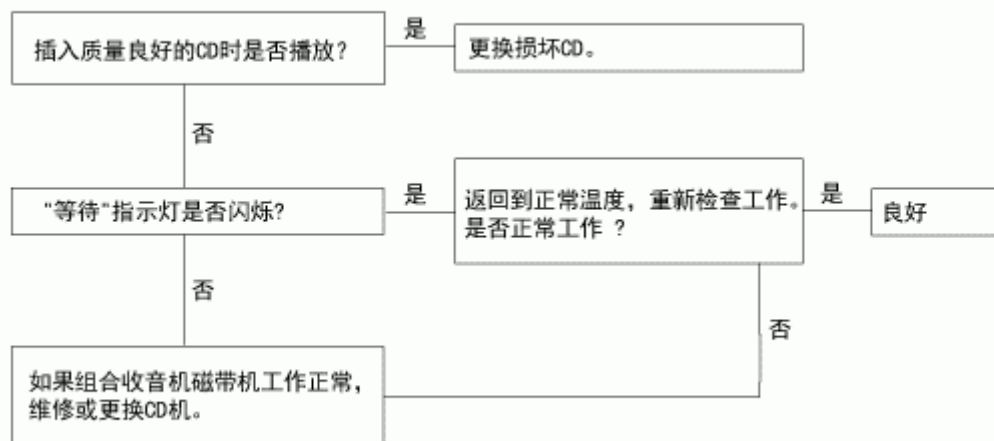 插入质量良好的CD时是否播放?
是
更换损坏CD。
否
"等待"指示灯是否闪烁?
是
返回到正常温度，重新检查工作。
是否正常工作 ?
是
良好
否
否
如果组合收音机磁带机工作正常，
维修或更换CD机。